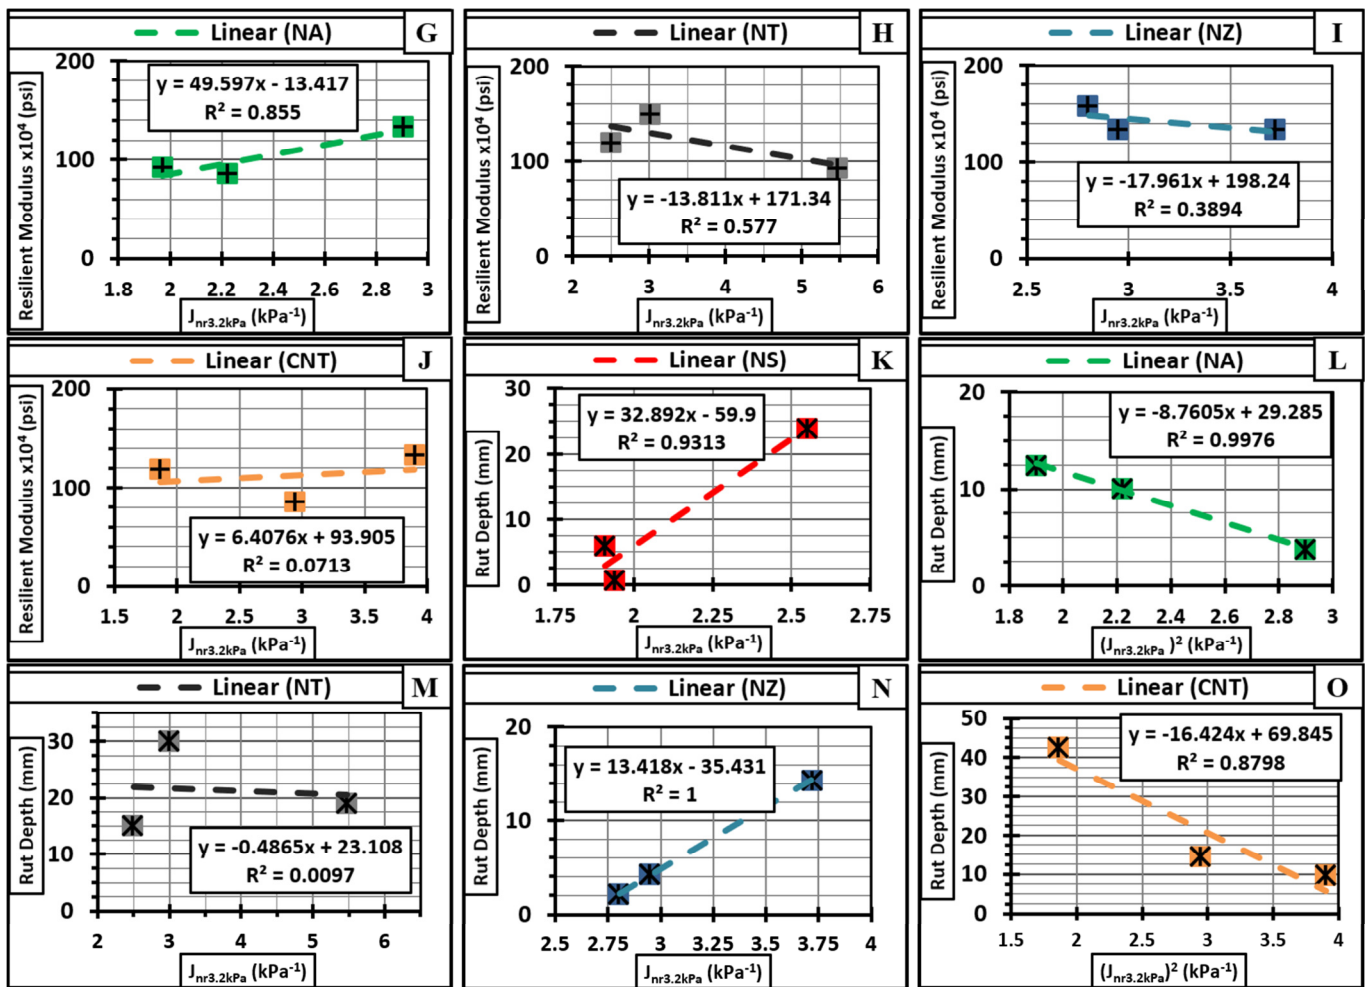 Linear (NA) G
Resilient Modulus x10⁴ (psi)
200
100
0
y = 49.597x - 13.417
R² = 0.855
1.8 2 2.2 2.4 2.6 2.8 3
Jnr3.2kPa (kPa⁻¹)
Linear (NT) H
Resilient Modulus x10⁴ (psi)
200
100
0
y = -13.811x + 171.34
R² = 0.577
2 3 4 5 6
Jnr3.2kPa (kPa⁻¹)
Linear (NZ) I
Resilient Modulus x10⁴ (psi)
200
100
0
y = -17.961x + 198.24
R² = 0.3894
2.5 3 3.5 4
Jnr3.2kPa (kPa⁻¹)
Linear (CNT) J
Resilient Modulus x10⁴ (psi)
200
100
0
y = 6.4076x + 93.905
R² = 0.0713
1.5 2 2.5 3 3.5 4
Jnr3.2kPa (kPa⁻¹)
Linear (NS) K
Rut Depth (mm)
30
20
10
0
y = 32.892x - 59.9
R² = 0.9313
1.75 2 2.25 2.5 2.75
Jnr3.2kPa (kPa⁻¹)
Linear (NA) L
Rut Depth (mm)
20
10
0
y = -8.7605x + 29.285
R² = 0.9976
1.8 2 2.2 2.4 2.6 2.8 3
(Jnr3.2kPa )² (kPa⁻¹)
Linear (NT) M
Rut Depth (mm)
30
20
10
0
y = -0.4865x + 23.108
R² = 0.0097
2 3 4 5 6
Jnr3.2kPa (kPa⁻¹)
Linear (NZ) N
Rut Depth (mm)
20
10
0
y = 13.418x - 35.431
R² = 1
2.5 2.75 3 3.25 3.5 3.75 4
Jnr3.2kPa (kPa⁻¹)
Linear (CNT) O
Rut Depth (mm)
50
40
30
20
10
0
y = -16.424x + 69.845
R² = 0.8798
1.5 2 2.5 3 3.5 4
(Jnr3.2kPa)² (kPa⁻¹)